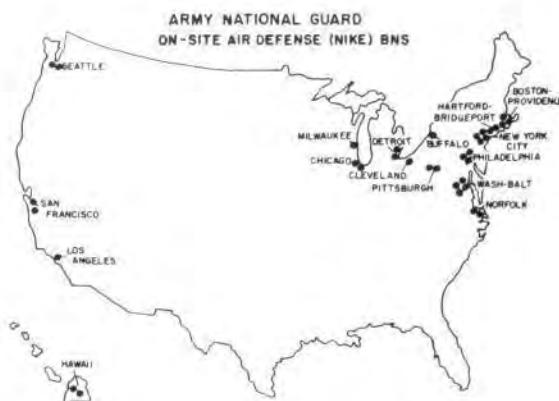 ARMY NATIONAL GUARD
ON-SITE AIR DEFENSE (NIKE) BNS
SEATTLE
BOSTON-
PROVIDENCE
HARTFORD-
BRIDGEPORT
MILWAUKEE
DETROIT
BUFFALO
NEW YORK
CITY
PHILADELPHIA
CHICAGO
CLEVELAND
PITTSBURGH
WASH-BALT
NORFOLK
SAN
FRANCISCO
LOS
ANGELES
HAWAII